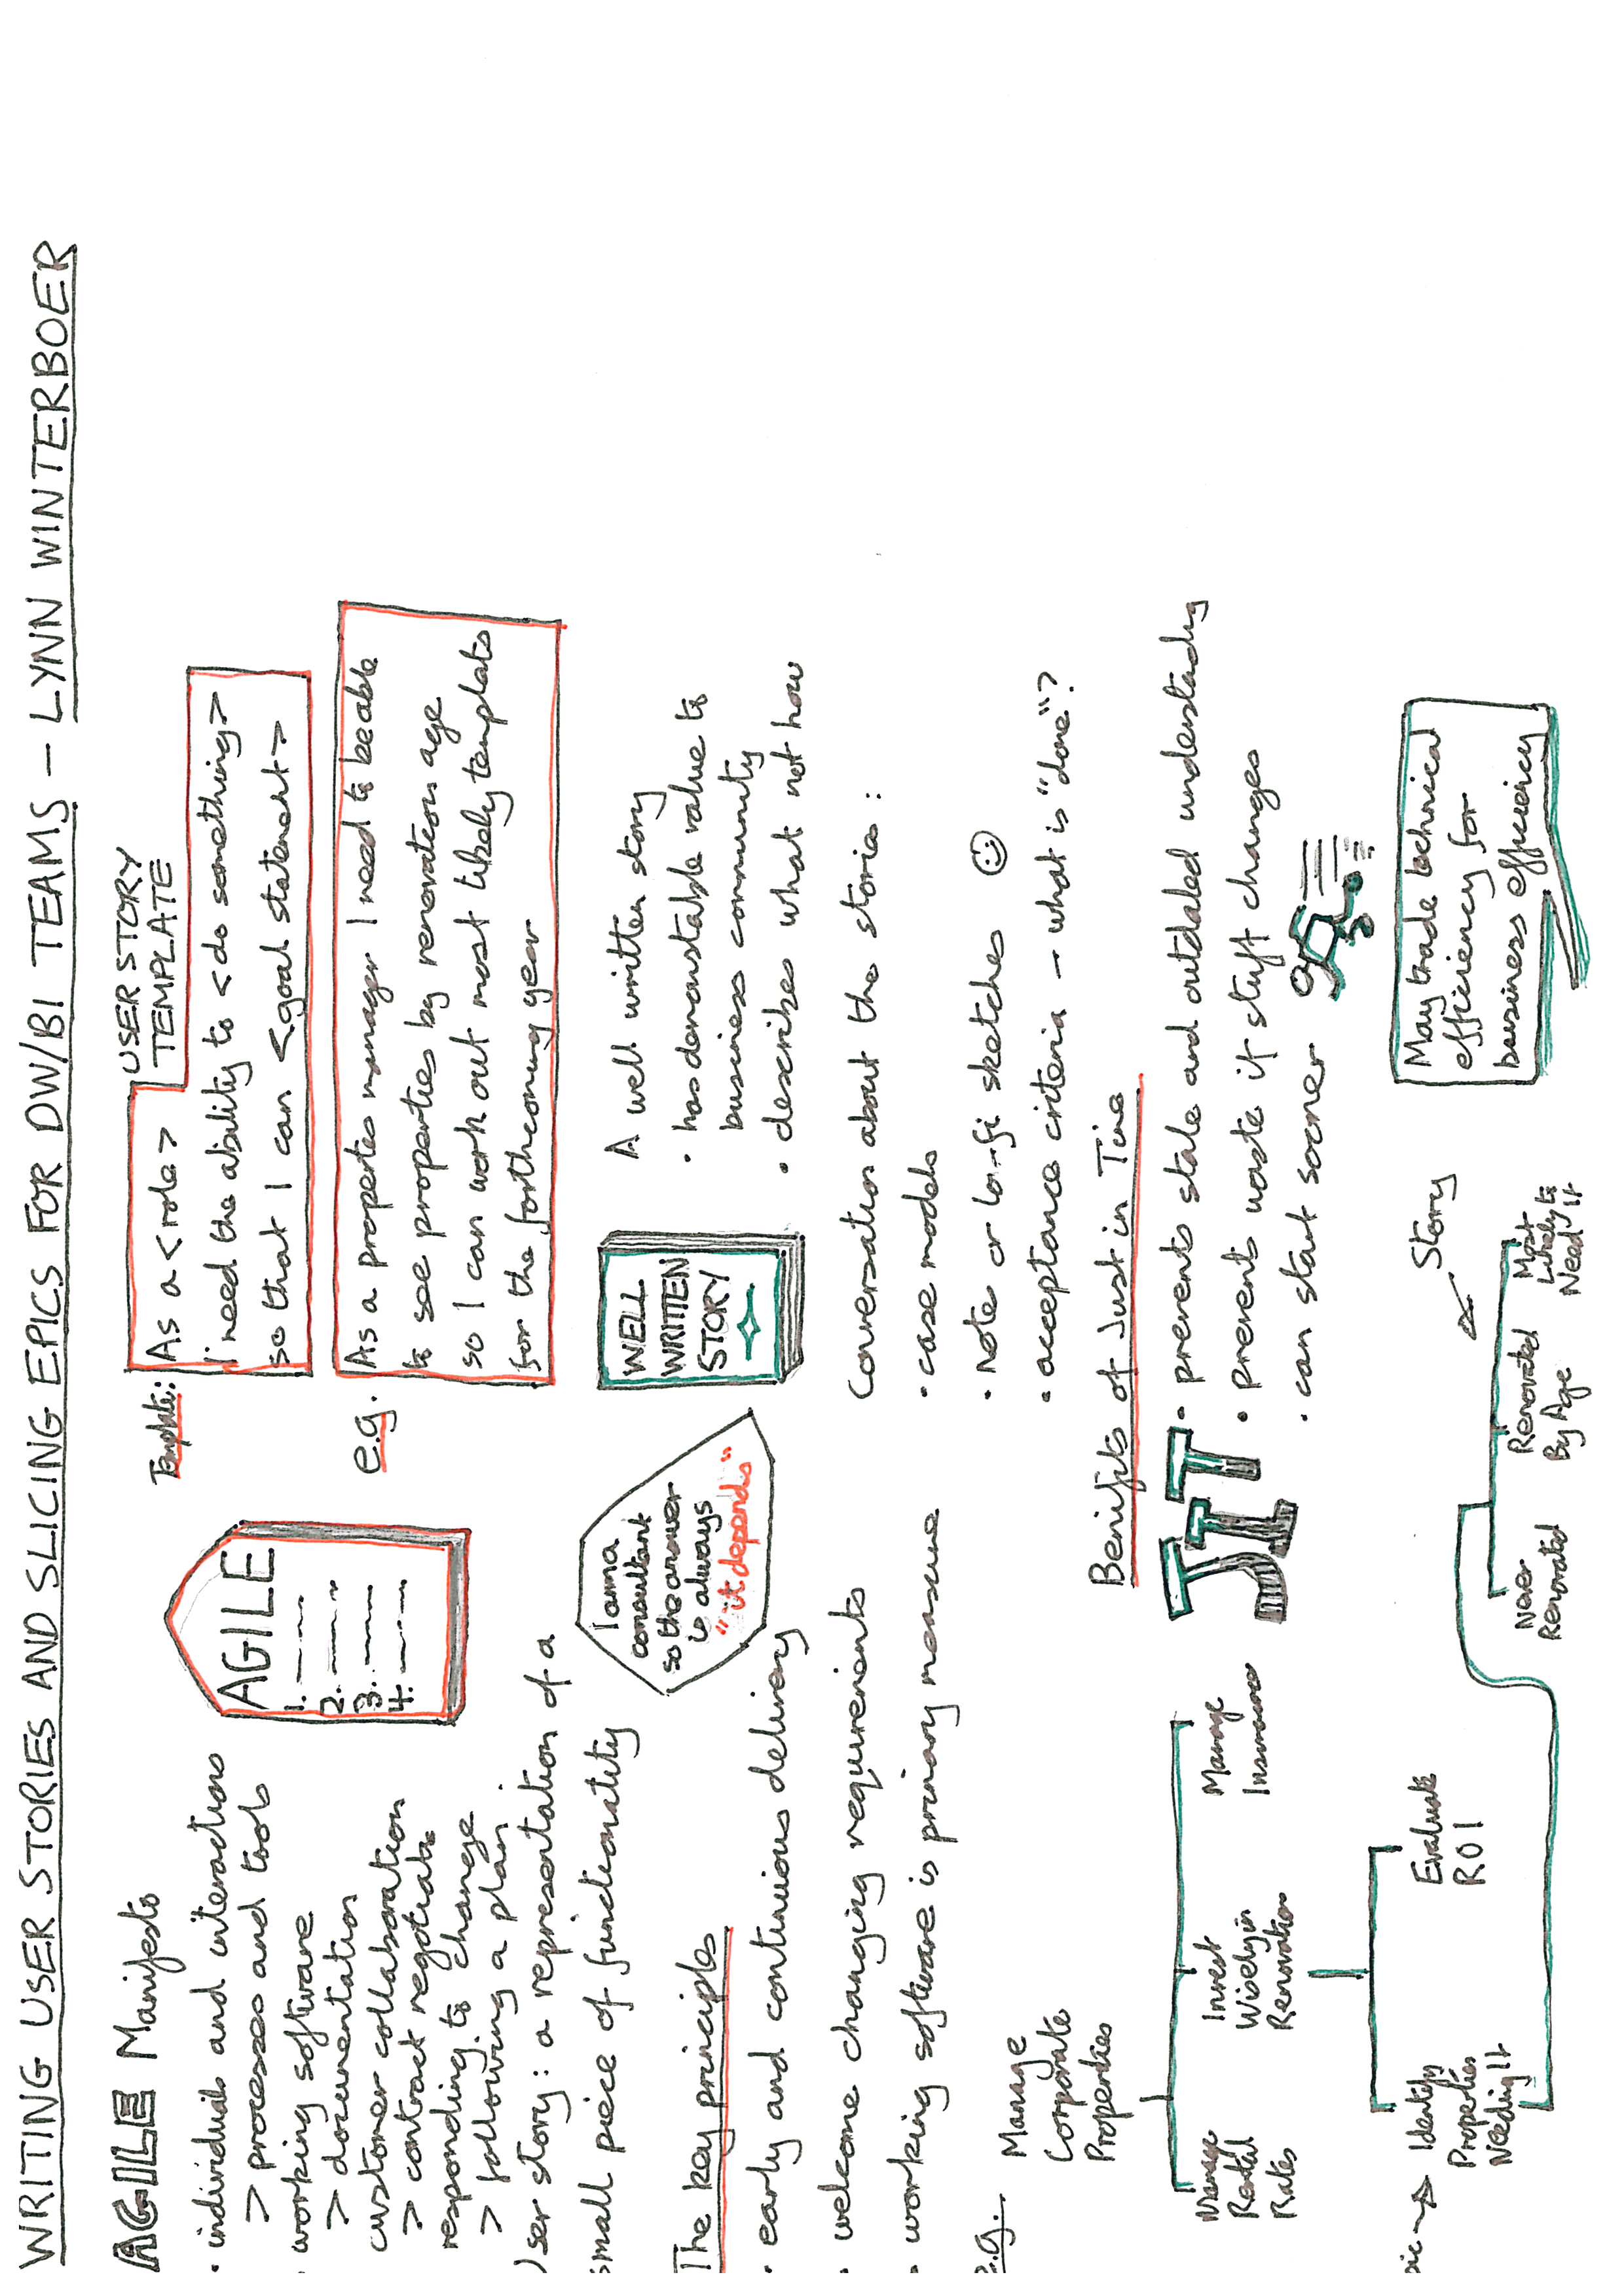 WRITING USER STORIES AND SLICING EPICS FOR DW/BI TEAMS - LYNN WINTERBOER
AGILE Manifesto
• individuals and interactions
> processes and tools
working software
> documentation
customer collaboration
> contract negotiate
responding to change
> following a plan.
User story: a representation of a
small piece of functionality
AGILE
1.
2.
3.
4.
The key principles
• early and continuious delivery
• welcome changing requirements
• working software is primary measure
I am a
consultant
so the answer
is always
"it depends"
Template:
USER STORY
TEMPLATE
As a <role>
I need the ability to <do something>
so that I can <goal statement>
e.g.
As a properties manager I need to be able
to see properties by renovation age
so I can work out most likely templats
for the forthcoming year
WELL
WRITTEN
STORY
A well written story
• has demonstable value to
business community
• describes what not how
Conversation about the stories:
• case models
• Note or lo-fi sketches
• acceptance criteria - what is "done"?
Benifits of Just in Time
JIT
• prevents stale and outdated understanding
• prevents waste if stuff changes
• can start sooner
e.g.
Manage
Corporate
Properties
Manage
Rental
Rates
Invest
Wisely in
Renovation
Manage
Insurance
Identify
Properties
Needing It
Evaluate
ROI
Never
Renovated
Renovated
By Age
Most
Likely to
Need It
Story
May trade technical
efficiency for
business efficiency